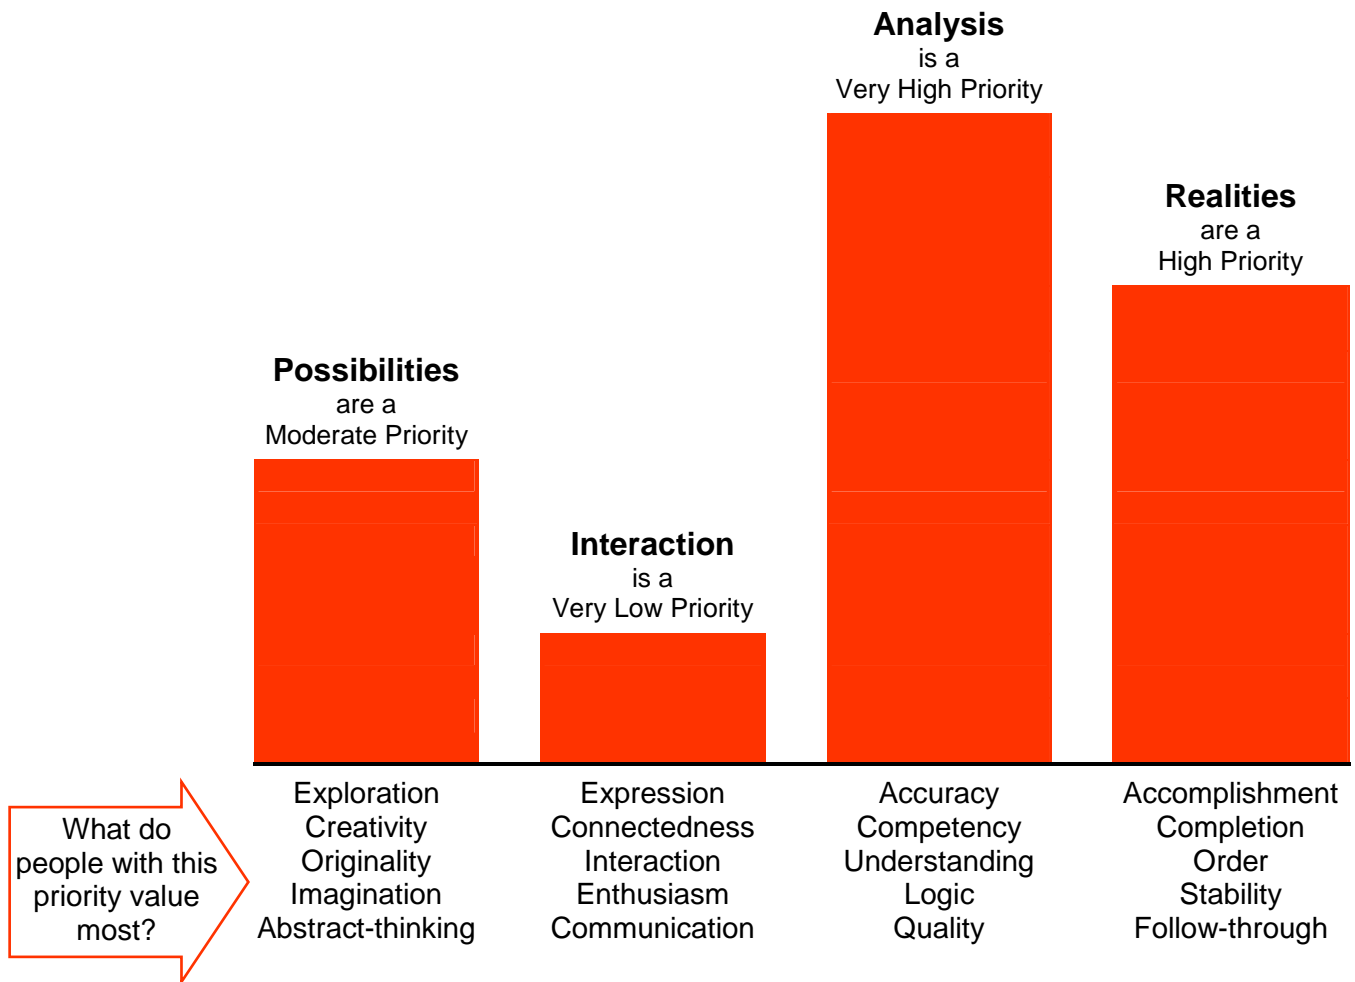 Analysis
is a
Very High Priority
Realities
are a
High Priority
Possibilities
are a
Moderate Priority
Interaction
is a
Very Low Priority
What do
people with this
priority value
most?
Exploration
Creativity
Originality
Imagination
Abstract-thinking
Expression
Connectedness
Interaction
Enthusiasm
Communication
Accuracy
Competency
Understanding
Logic
Quality
Accomplishment
Completion
Order
Stability
Follow-through